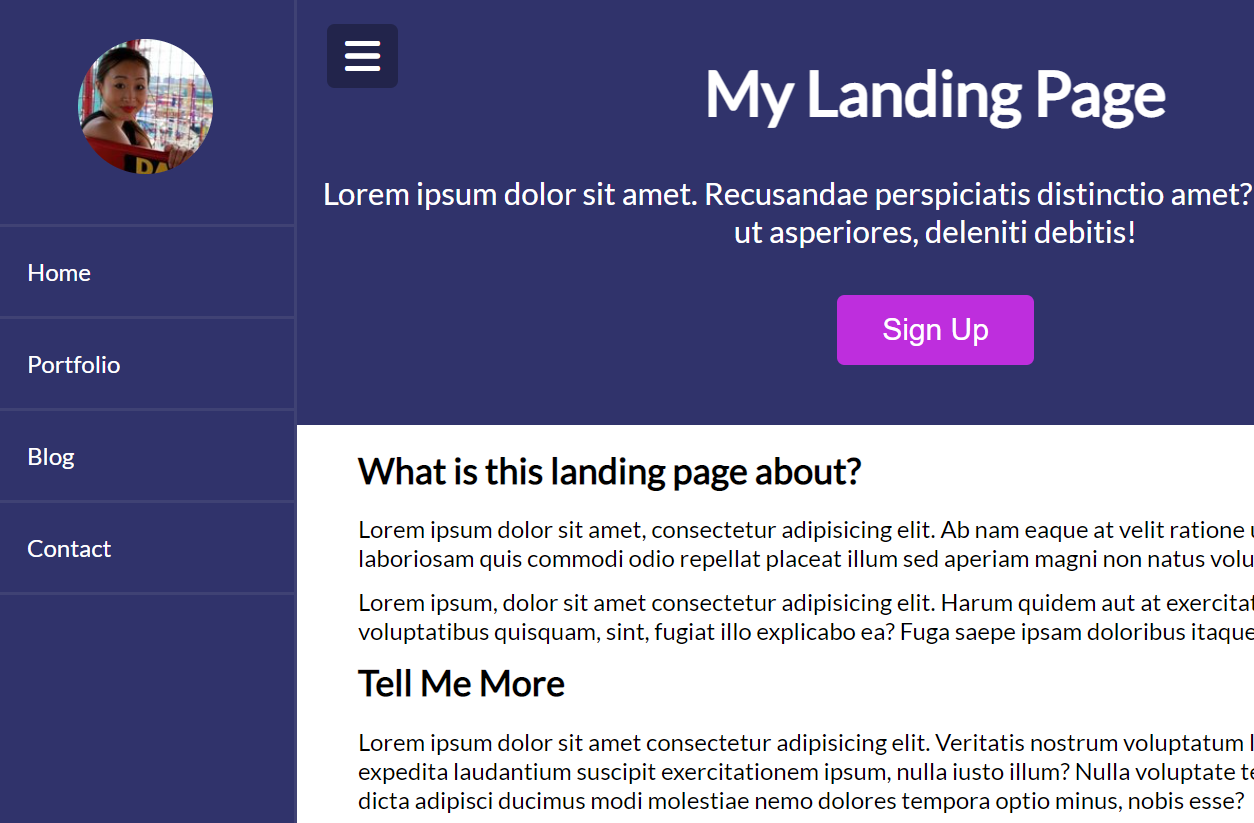 Home
Portfolio
Blog
Contact
My Landing Page
Lorem ipsum dolor sit amet. Recusandae perspiciatis distinctio amet?
ut asperiores, deleniti debitis!
Sign Up
What is this landing page about?
Lorem ipsum dolor sit amet, consectetur adipisicing elit. Ab nam eaque at velit ratione
laboriosam quis commodi odio repellat placeat illum sed aperiam magni non natus
Lorem ipsum, dolor sit amet consectetur adipisicing elit. Harum quidem aut at
voluptatibus quisquam, sint, fugiat illo explicabo ea? Fuga saepe ipsam doloribus itaque
Tell Me More
Lorem ipsum dolor sit amet consectetur adipisicing elit. Veritatis nostrum voluptatum
expedita laudantium suscipit exercitationem ipsum, nulla iusto illum? Nulla voluptate
dicta adipisci ducimus modi molestiae nemo dolores tempora optio minus, nobis esse?